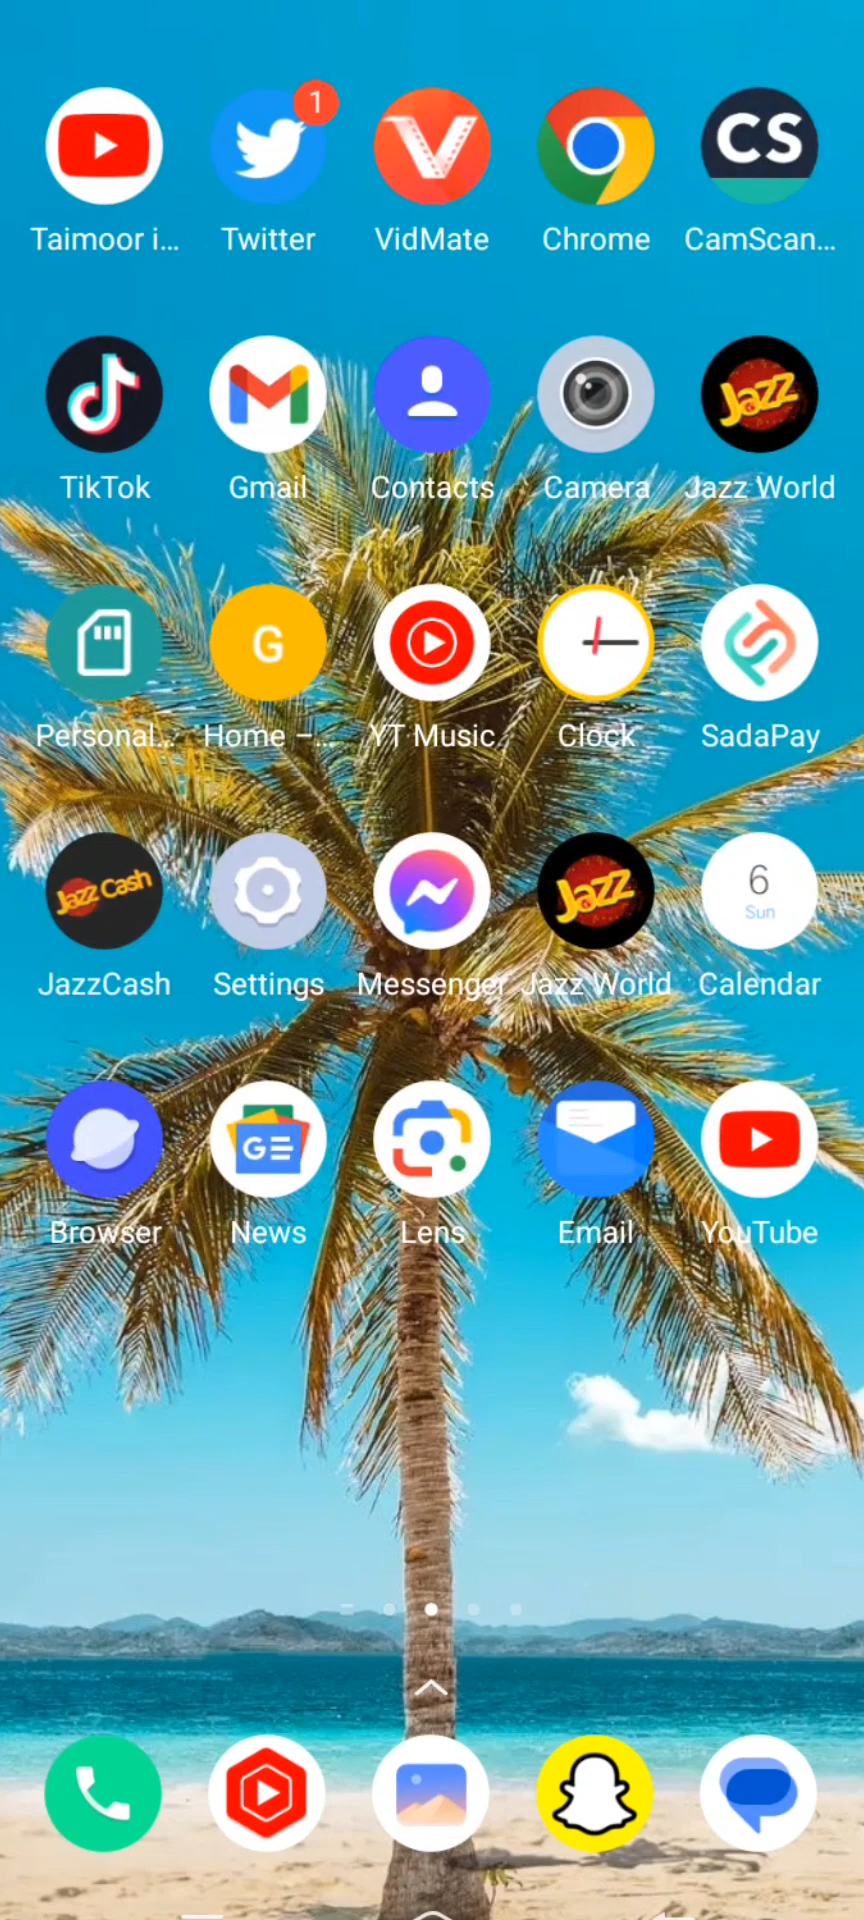 1
CS
Taimoor i...
Twitter
VidMate
Chrome
CamScan...
Jazz
TikTok
Gmail
Contacts
Camera
Jazz World
G
Personal...
Home –...
YT Music
Clock
SadaPay
Jazz Cash
Jazz
6
Sun
JazzCash
Settings
Messenger
Jazz World
Calendar
G
Browser
News
Lens
Email
YouTube